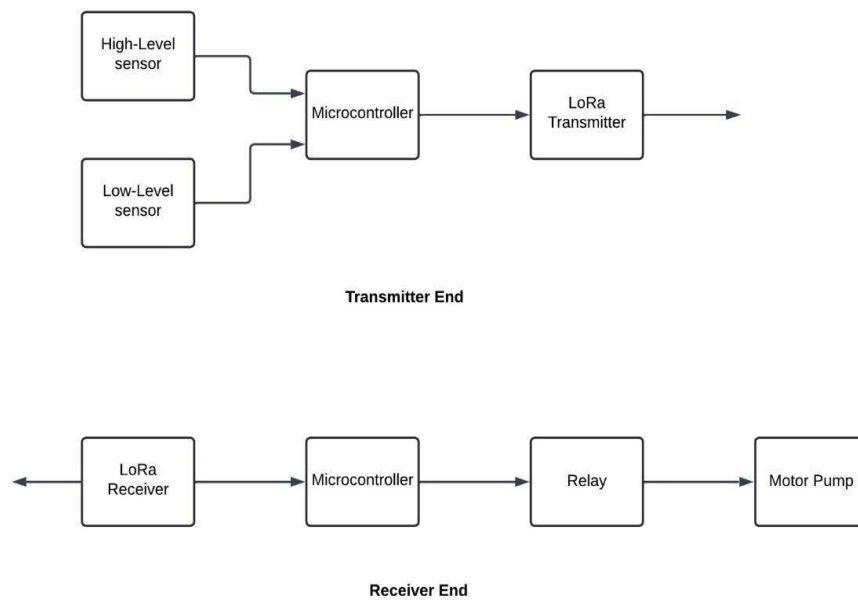 High-Level
sensor
Microcontroller
LoRa
Transmitter
Low-Level
sensor
Transmitter End
LoRa
Receiver
Microcontroller
Relay
Motor Pump
Receiver End